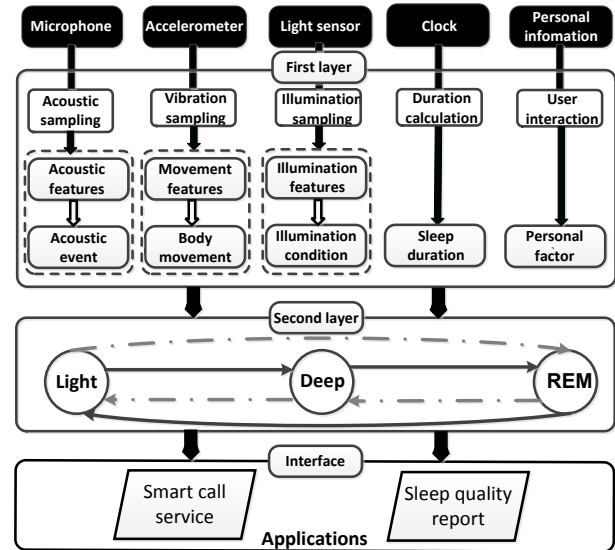 Microphone
Accelerometer
Light sensor
Clock
Personal
infomation
First layer
Acoustic
sampling
Vibration
sampling
Illumination
sampling
Duration
calculation
User
interaction
Acoustic
features
Movement
features
Illumination
features
Acoustic
event
Body
movement
Illumination
condition
Sleep
duration
Personal
factor
Second layer
Light
Deep
REM
Interface
Smart call
service
Sleep quality
report
Applications